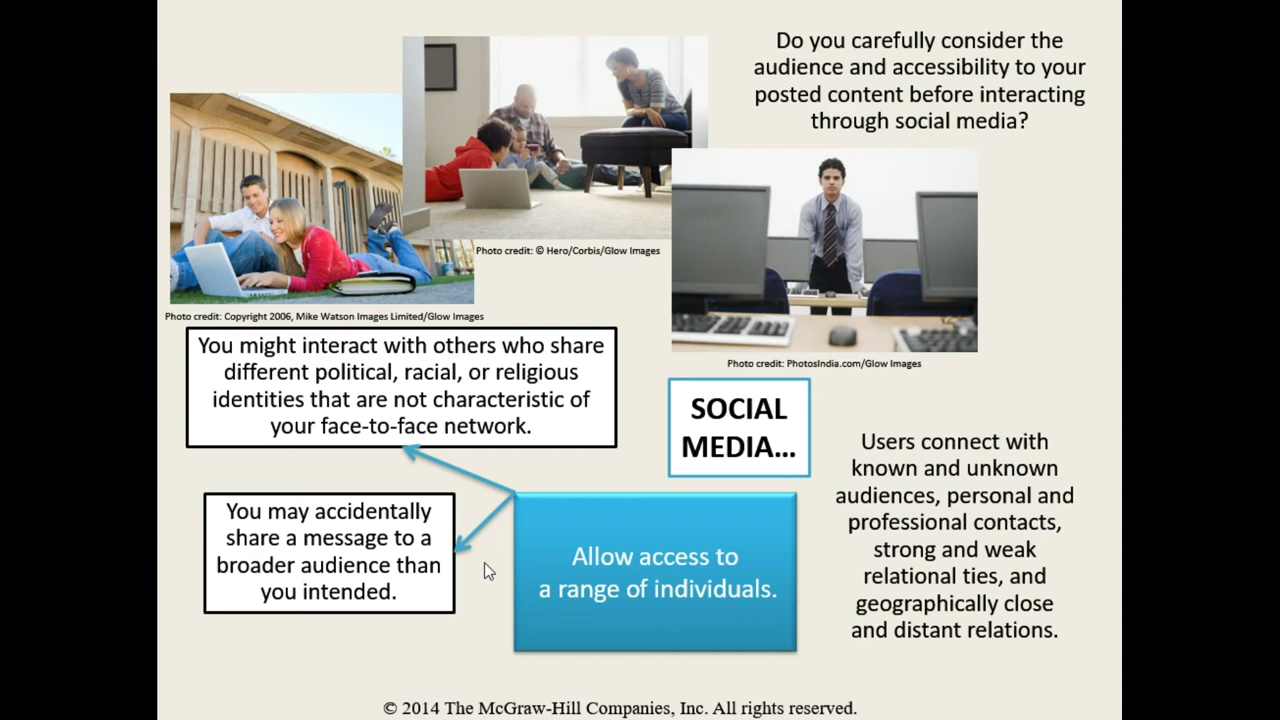 Do you carefully consider the
audience and accessibility to your
posted content before interacting
through social media?
Photo credit: © Hero/Corbis/Glow Images
Photo credit: Copyright 2006, Mike Watson Images Limited/Glow Images
Photo credit: PhotosIndia.com/Glow Images
You might interact with others who share
different political, racial, or religious
identities that are not characteristic of
your face-to-face network.
SOCIAL
MEDIA...
You may accidentally
share a message to a
broader audience than
you intended.
Allow access to
a range of individuals.
Users connect with
known and unknown
audiences, personal and
professional contacts,
strong and weak
relational ties, and
geographically close
and distant relations.
© 2014 The McGraw-Hill Companies, Inc. All rights reserved.